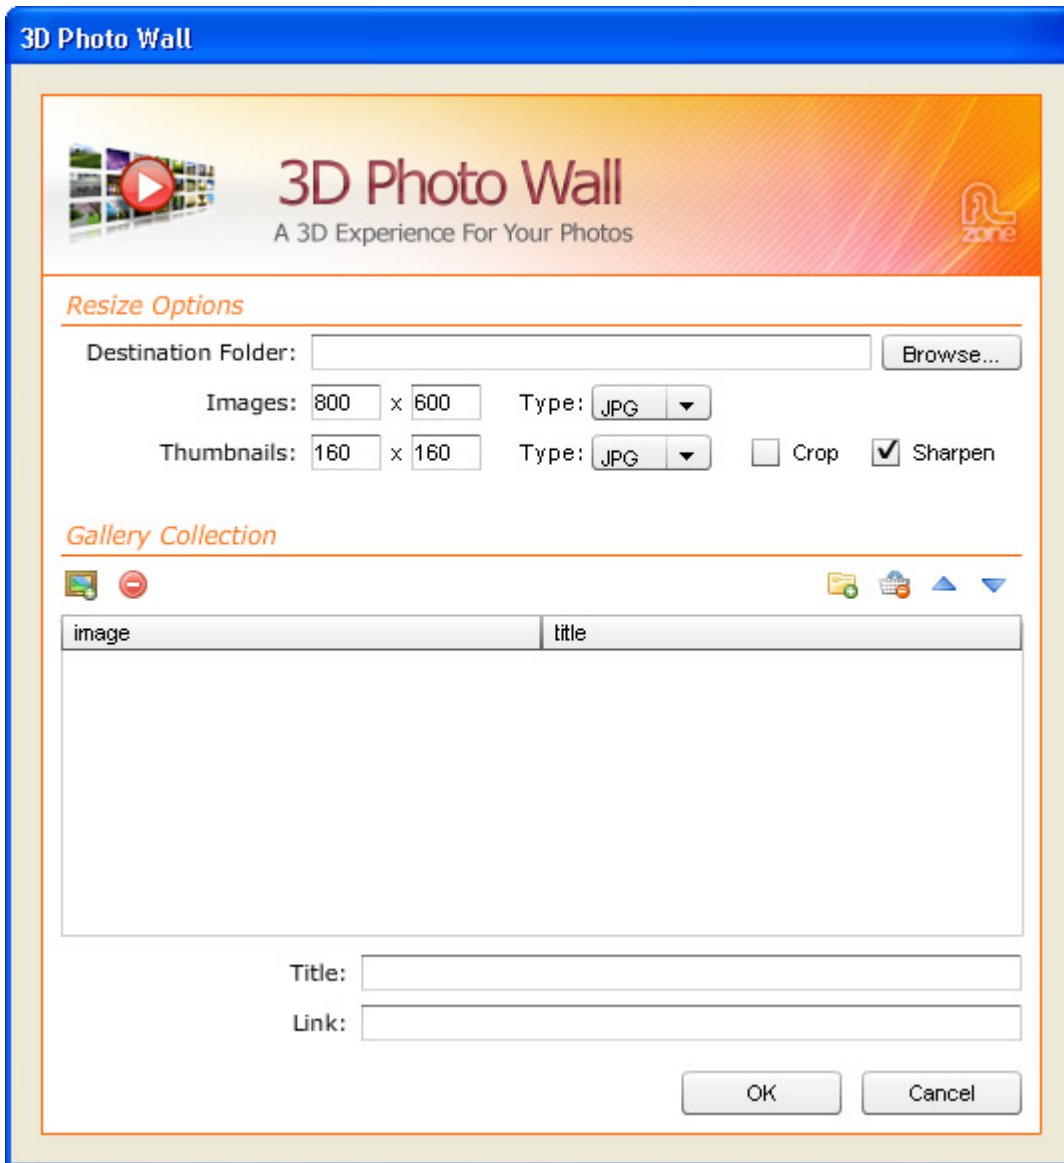 3D Photo Wall
3D Photo Wall
A 3D Experience For Your Photos
zone
Resize Options
Destination Folder: Browse...
Images: 800 x 600 Type: JPG
Thumbnails: 160 x 160 Type: JPG Crop Sharpen
Gallery Collection
image title
Title:
Link:
OK Cancel